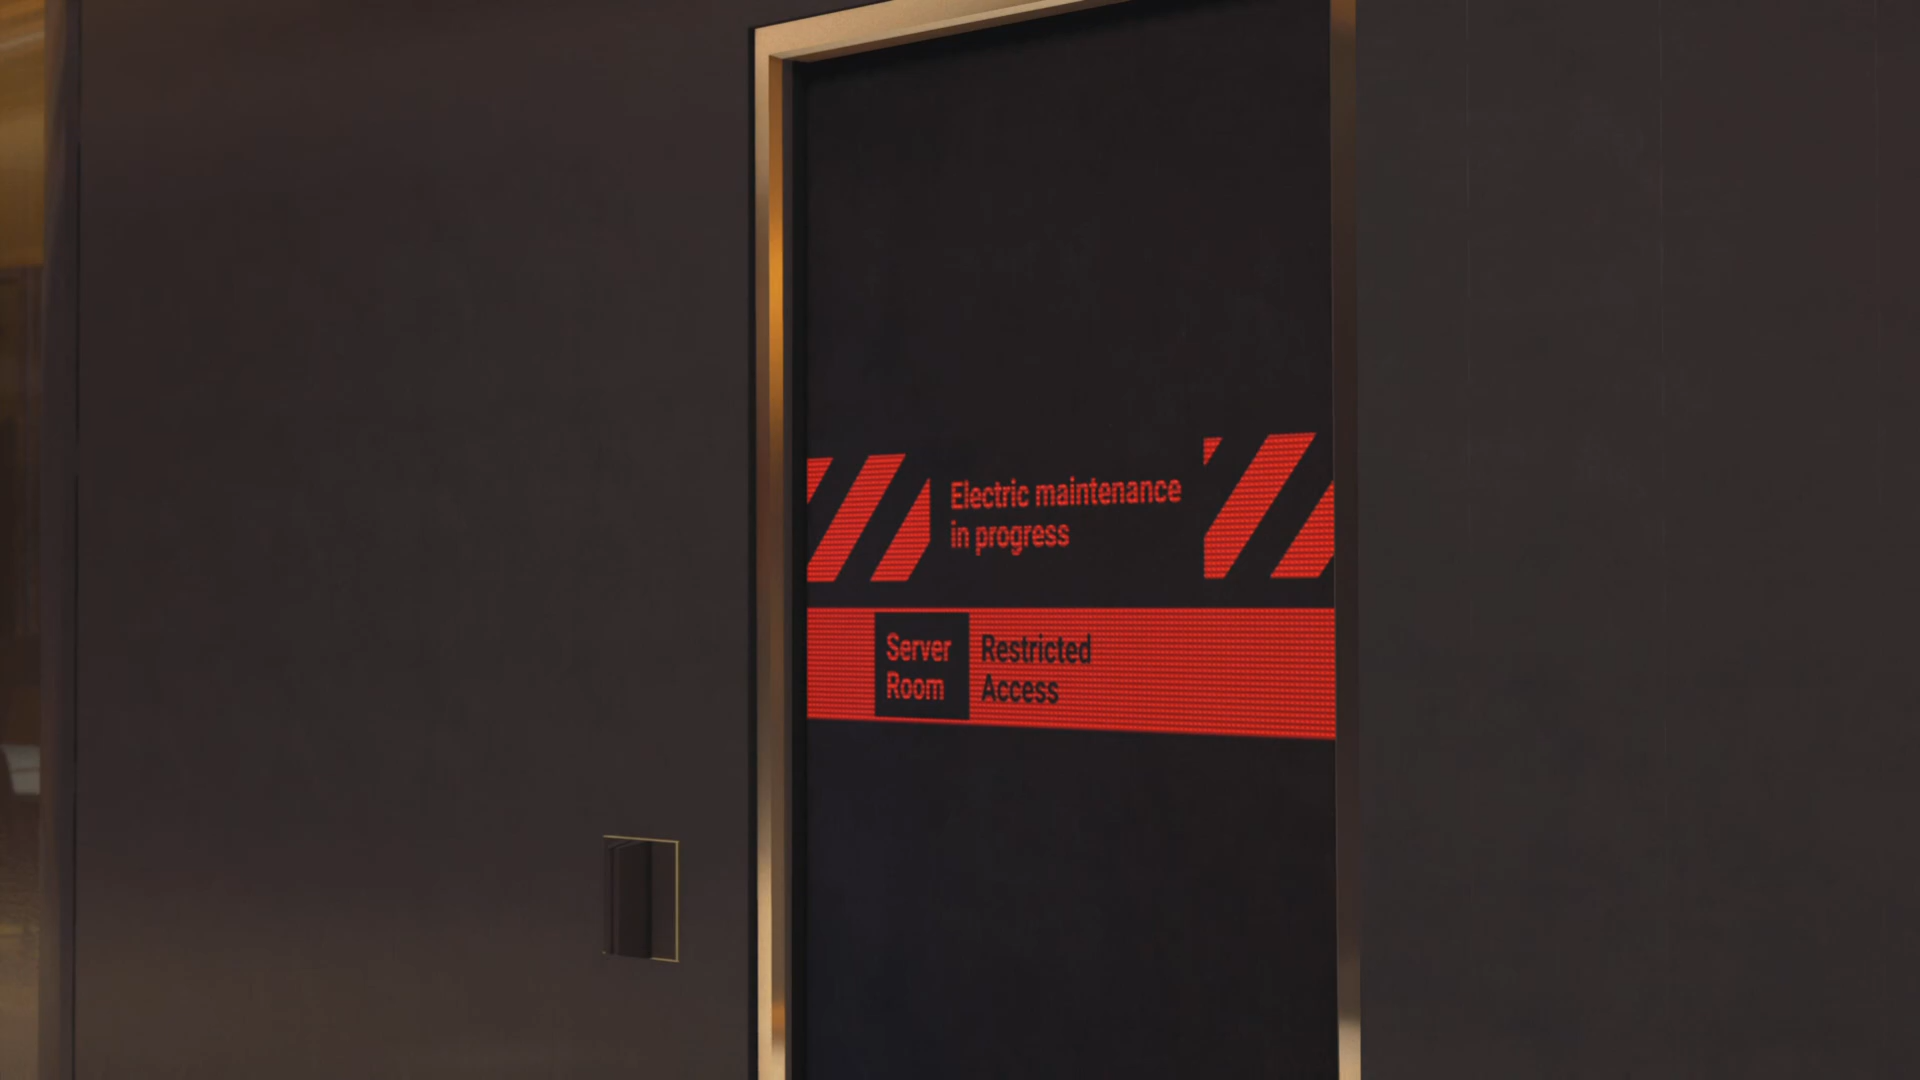 Electric maintenance
in progress
Server
Room
Restricted
Access